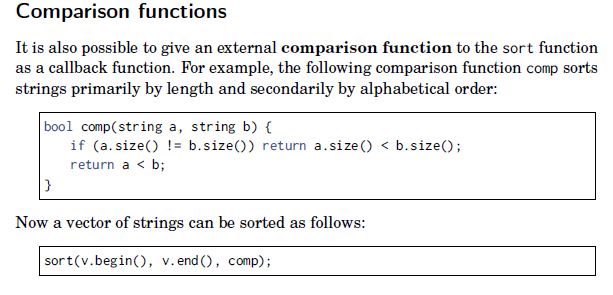 Comparison functions
It is also possible to give an external comparison function to the sort function
as a callback function. For example, the following comparison function comp sorts
strings primarily by length and secondarily by alphabetical order:
bool comp(string a, string b) {
    if (a.size() != b.size()) return a.size() < b.size();
    return a < b;
}
Now a vector of strings can be sorted as follows:
sort(v.begin(), v.end(), comp);